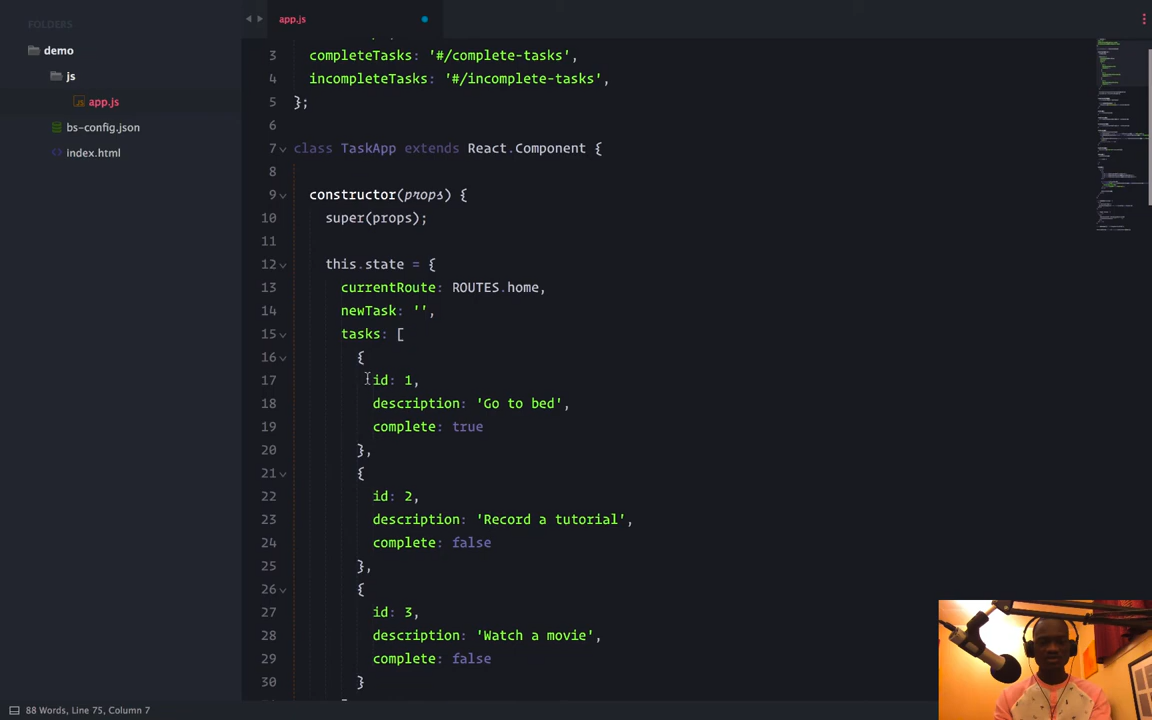 FOLDERS
demo
js
app.js
bs-config.json
index.html
app.js
3 completeTasks: '#/complete-tasks',
4 incompleteTasks: '#/incomplete-tasks',
5 };
6
7 class TaskApp extends React.Component {
8
9 constructor(props) {
10 super(props);
11
12 this.state = {
13 currentRoute: ROUTES.home,
14 newTask: '',
15 tasks: [
16 {
17 id: 1,
18 description: 'Go to bed',
19 complete: true
20 },
21 {
22 id: 2,
23 description: 'Record a tutorial',
24 complete: false
25 },
26 {
27 id: 3,
28 description: 'Watch a movie',
29 complete: false
30 }
88 Words, Line 75, Column 7